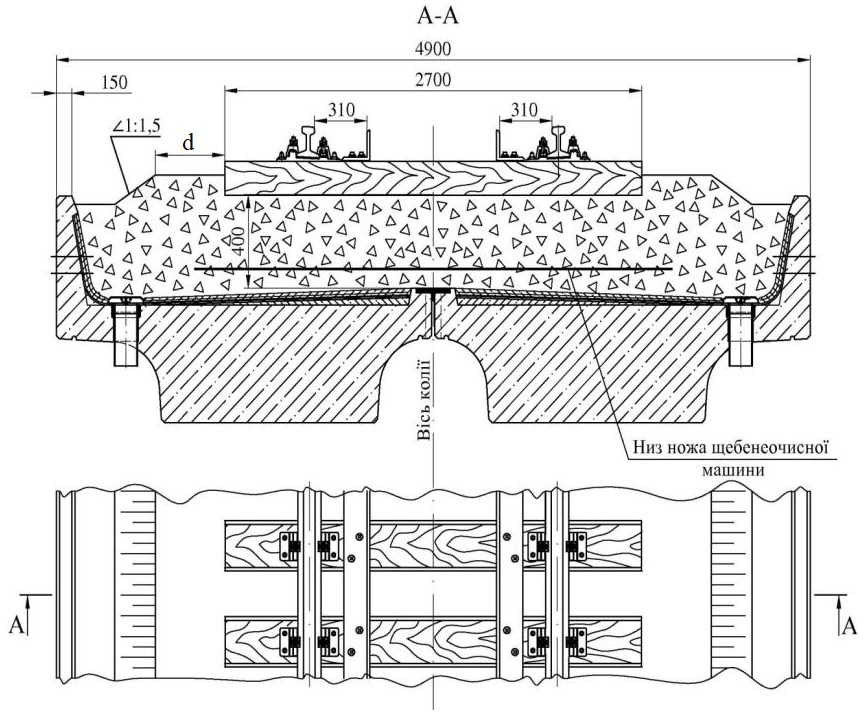 А-А
4900
2700
150
310
310
∠1:1,5
d
400
Вісь колії
Низ ножа щебенеочисної
машини
А
А